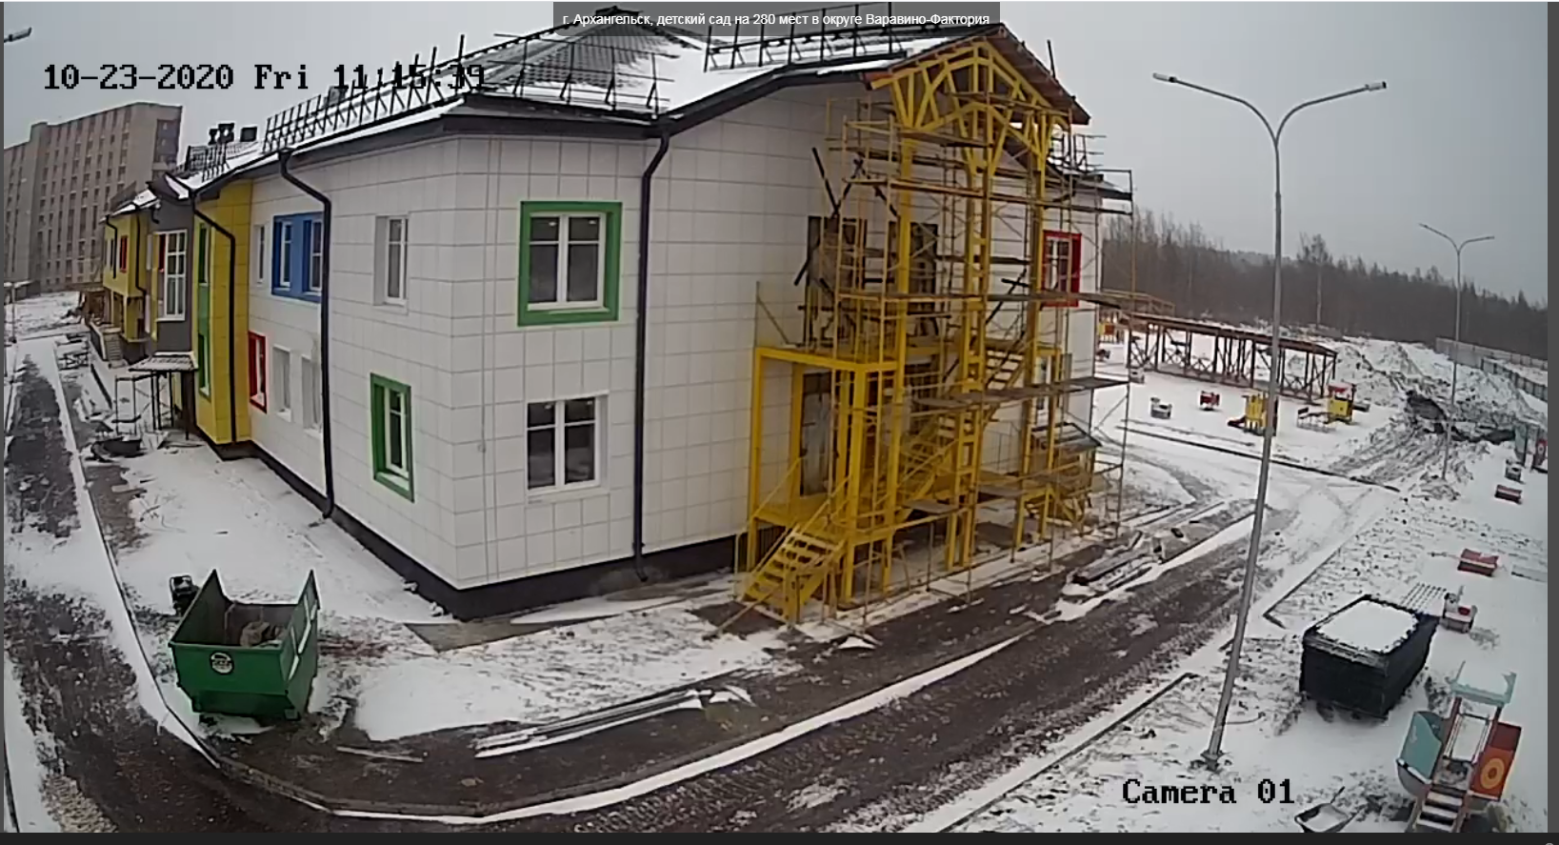 г. Архангельск, детский сад на 280 мест в округе Варавино-Фактория
10-23-2020 Fri 11:15:39
Camera 01